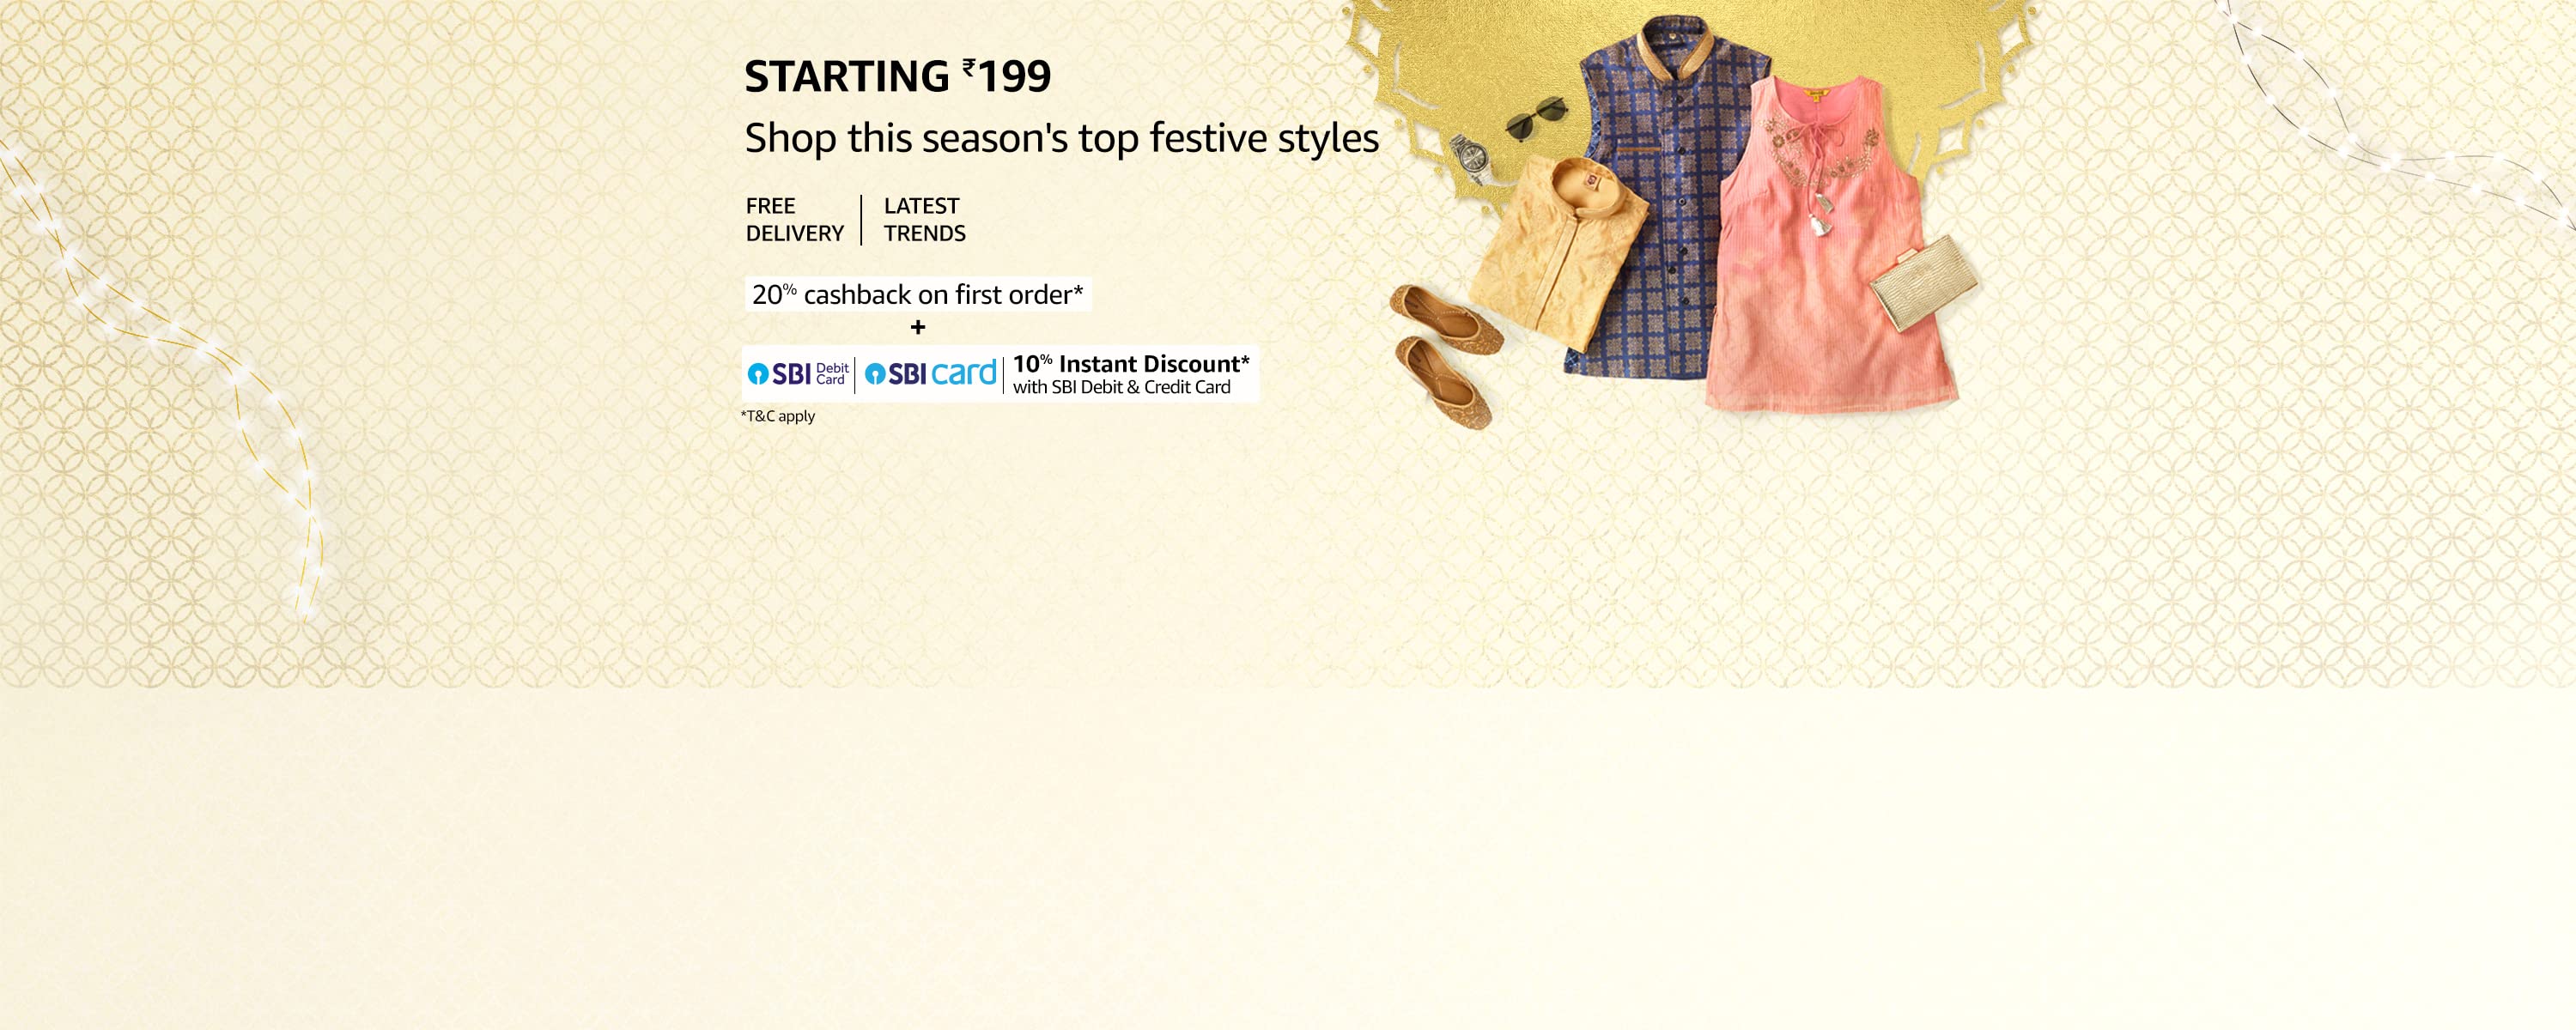 STARTING ₹199
Shop this season's top festive styles
FREE
DELIVERY
LATEST
TRENDS
20% cashback on first order*
+
SBI Debit Card SBI card 10% Instant Discount*
with SBI Debit & Credit Card
*T&C apply